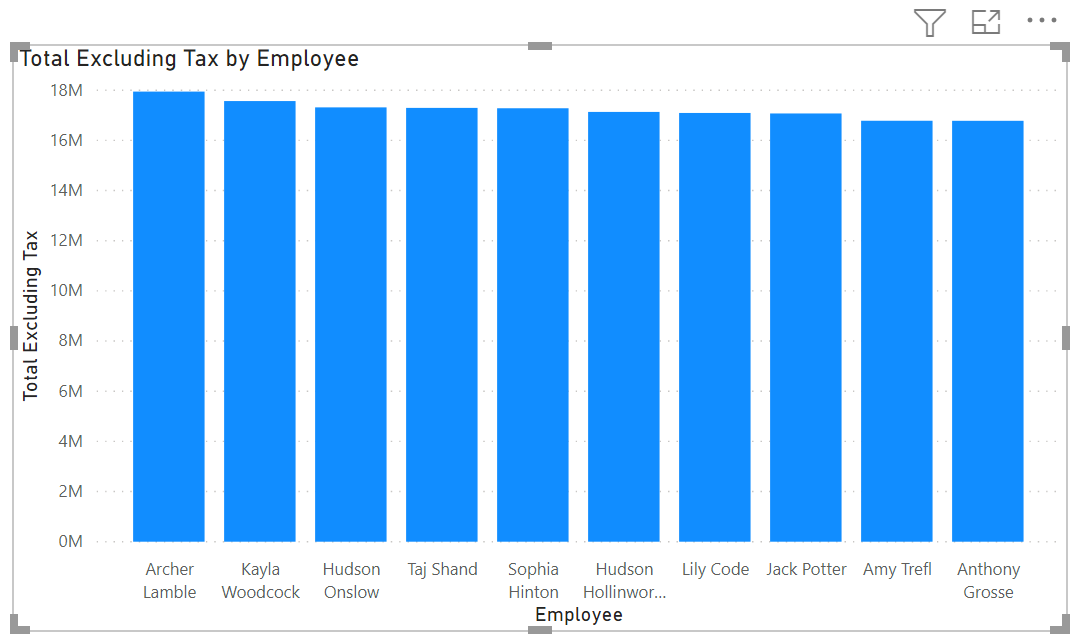 Total Excluding Tax by Employee
18M
16M
14M
12M
10M
8M
6M
4M
2M
0M
Total Excluding Tax
Archer
Lamble
Kayla
Woodcock
Hudson
Onslow
Taj Shand
Sophia
Hinton
Hudson
Hollinwor...
Lily Code
Jack Potter
Amy Trefl
Anthony
Grosse
Employee